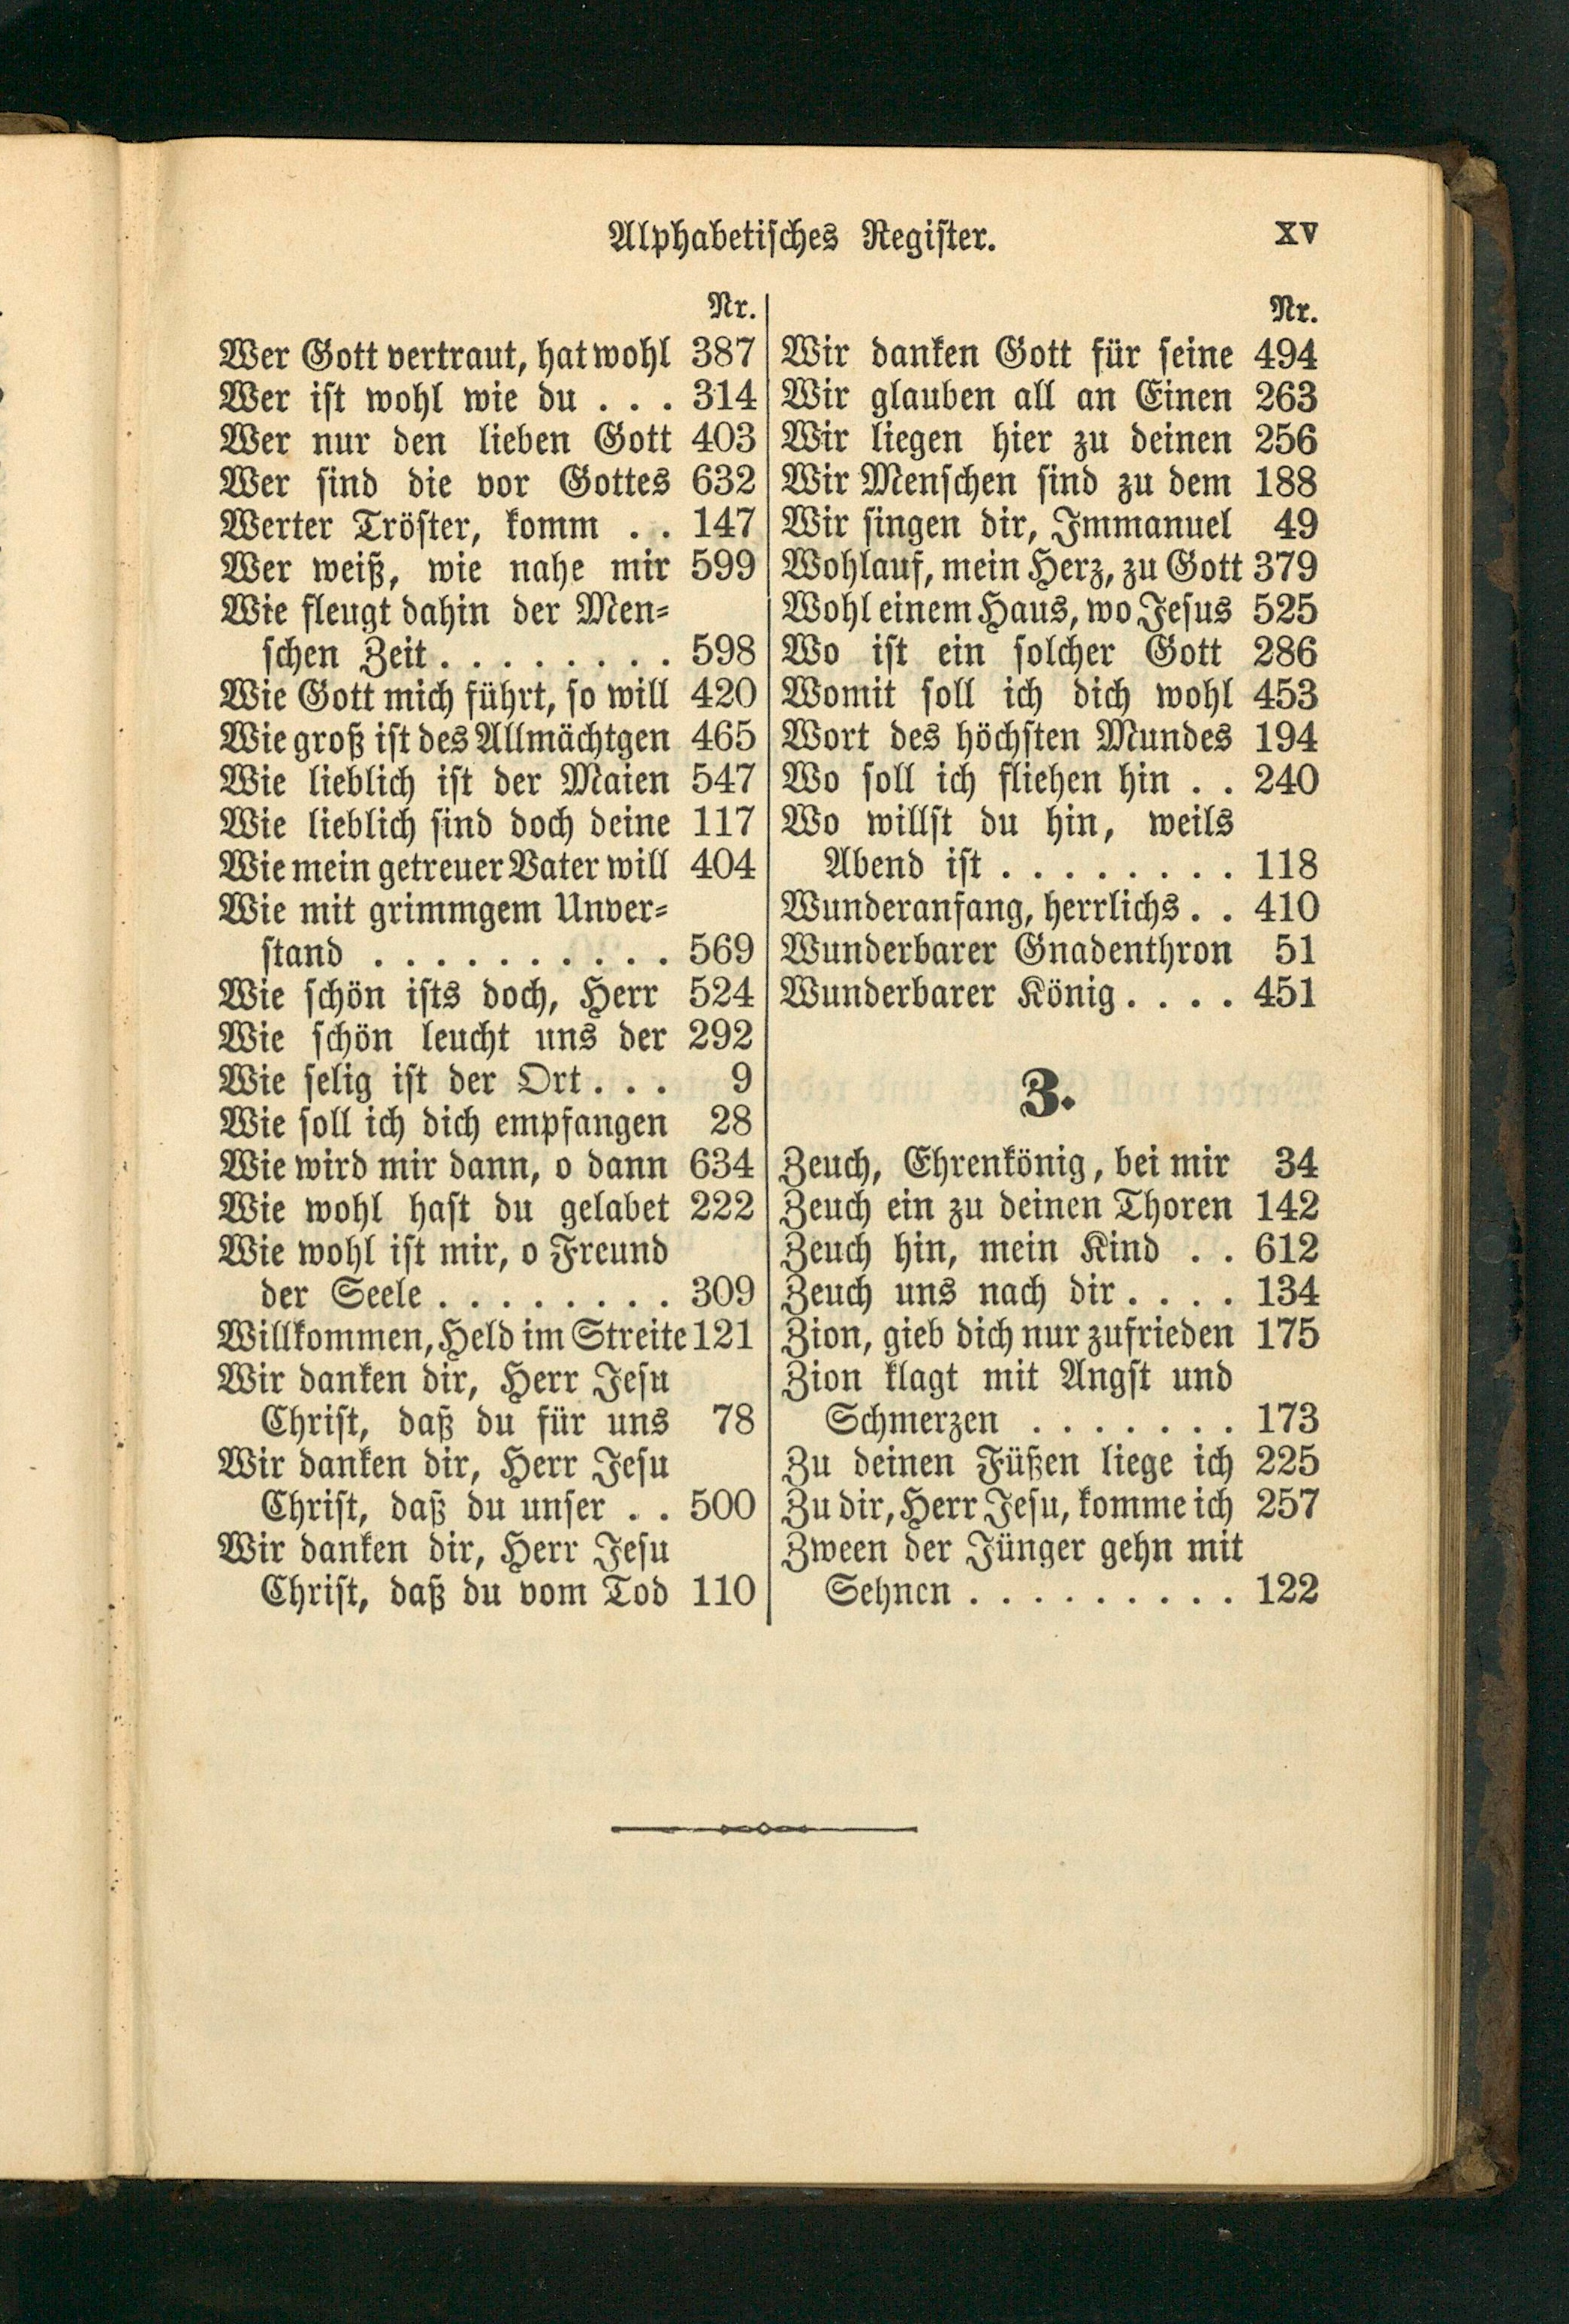 Alphabetisches Register. XV
Nr.
Wer Gott vertraut, hat wohl 387
Wer ist wohl wie du . . . 314
Wer nur den lieben Gott 403
Wer sind die vor Gottes 632
Werter Tröster, komm . . 147
Wer weiß, wie nahe mir 599
Wie fleugt dahin der Men-
schen Zeit . . . . . . . . 598
Wie Gott mich führt, so will 420
Wie groß ist des Allmächtgen 465
Wie lieblich ist der Maien 547
Wie lieblich sind doch deine 117
Wie mein getreuer Vater will 404
Wie mit grimmgem Unver-
stand . . . . . . . . . . 569
Wie schön ists doch, Herr 524
Wie schön leucht uns der 292
Wie selig ist der Ort . . . 9
Wie soll ich dich empfangen 28
Wie wird mir dann, o dann 634
Wie wohl hast du gelabet 222
Wie wohl ist mir, o Freund
der Seele . . . . . . . . 309
Willkommen, Held im Streite 121
Wir danken dir, Herr Jesu
Christ, daß du für uns 78
Wir danken dir, Herr Jesu
Christ, daß du unser . . 500
Wir danken dir, Herr Jesu
Christ, daß du vom Tod 110
Nr.
Wir danken Gott für seine 494
Wir glauben all an Einen 263
Wir liegen hier zu deinen 256
Wir Menschen sind zu dem 188
Wir singen dir, Immanuel 49
Wohlauf, mein Herz, zu Gott 379
Wohl einem Haus, wo Jesus 525
Wo ist ein solcher Gott 286
Womit soll ich dich wohl 453
Wort des höchsten Mundes 194
Wo soll ich fliehen hin . . 240
Wo willst du hin, weils
Abend ist . . . . . . . . 118
Wunderanfang, herrlichs . . 410
Wunderbarer Gnadenthron 51
Wunderbarer König . . . . 451
Z.
Zeuch, Ehrenkönig, bei mir 34
Zeuch ein zu deinen Thoren 142
Zeuch hin, mein Kind . . 612
Zeuch uns nach dir . . . . 134
Zion, gieb dich nur zufrieden 175
Zion klagt mit Angst und
Schmerzen . . . . . . . 173
Zu deinen Füßen liege ich 225
Zu dir, Herr Jesu, komme ich 257
Zween der Jünger gehn mit
Sehnen . . . . . . . . . 122